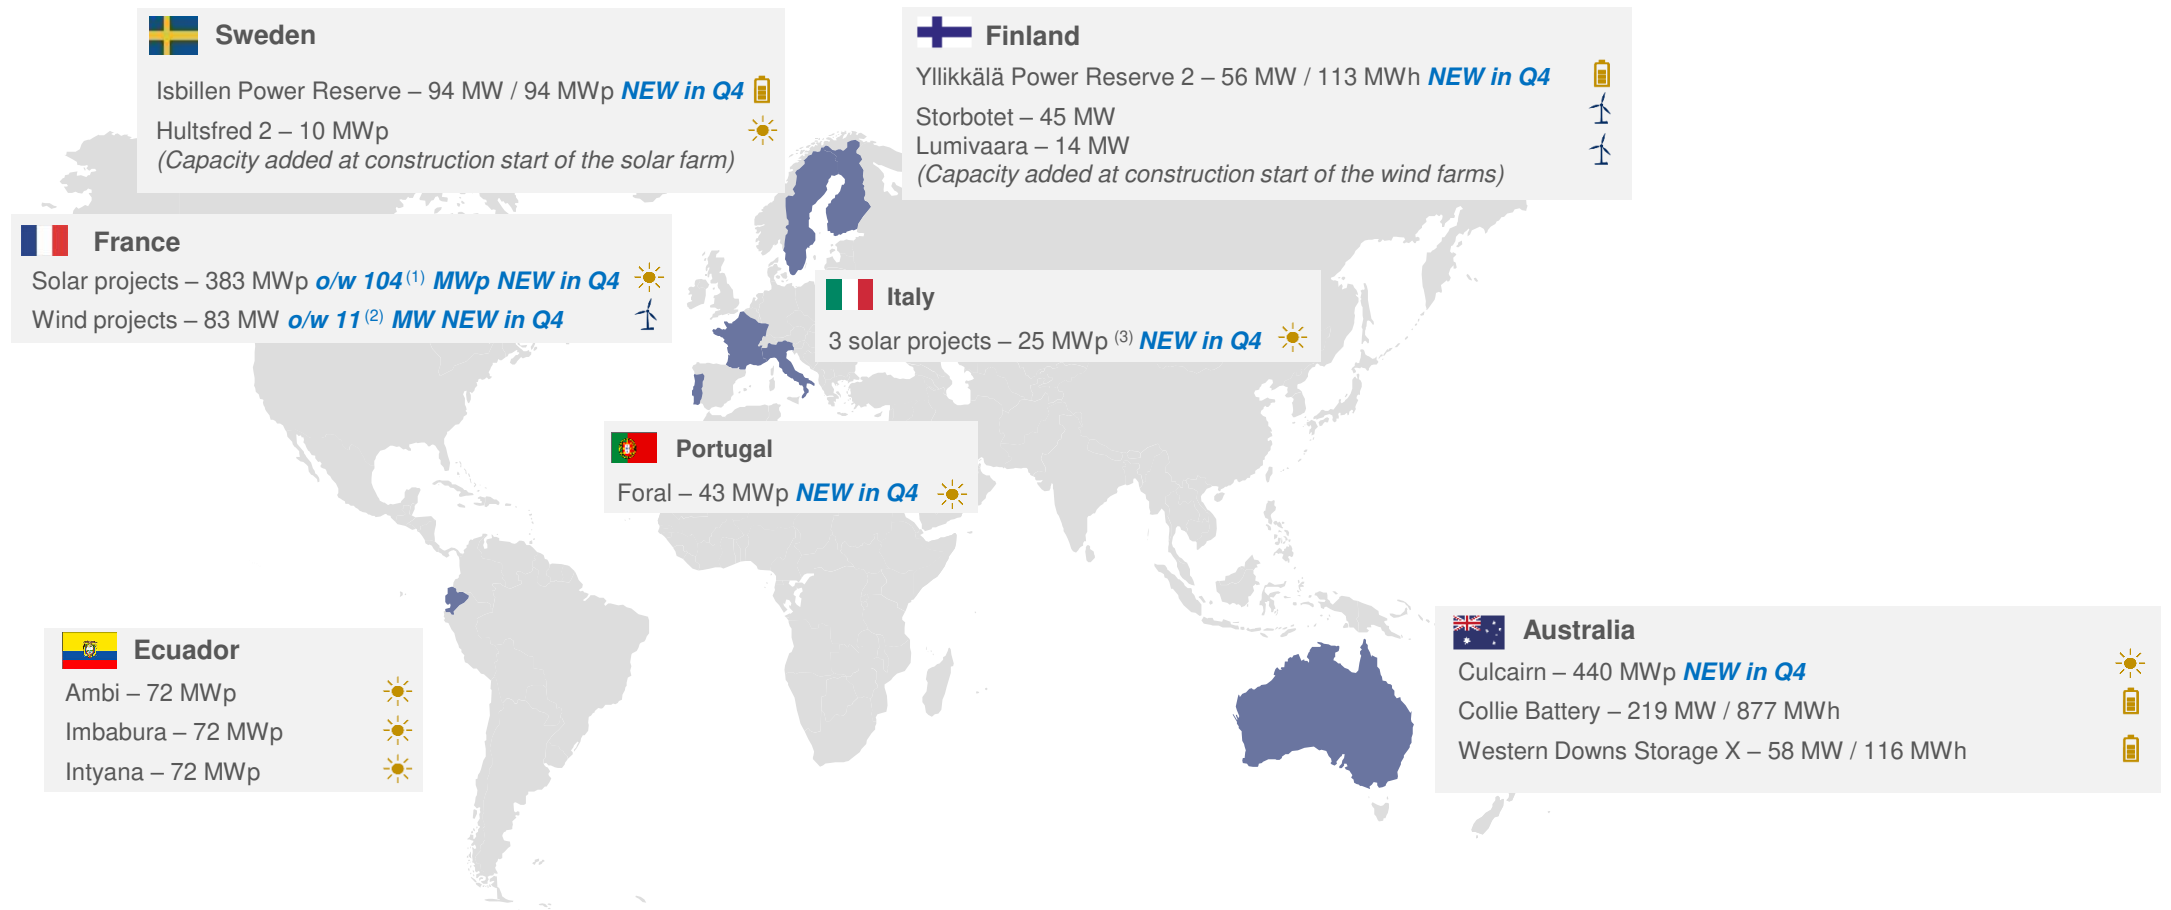 Sweden
Isbillen Power Reserve – 94 MW / 94 MWp NEW in Q4
Hultsfred 2 – 10 MWp
(Capacity added at construction start of the solar farm)
Finland
Yllikkälä Power Reserve 2 – 56 MW / 113 MWh NEW in Q4
Storbotet – 45 MW
Lumivaara – 14 MW
(Capacity added at construction start of the wind farms)
France
Solar projects – 383 MWp o/w 104 (1) MWp NEW in Q4
Wind projects – 83 MW o/w 11 (2) MW NEW in Q4
Italy
3 solar projects – 25 MWp (3) NEW in Q4
Portugal
Foral – 43 MWp NEW in Q4
Ecuador
Ambi – 72 MWp
Imbabura – 72 MWp
Intyana – 72 MWp
Australia
Culcairn – 440 MWp NEW in Q4
Collie Battery – 219 MW / 877 MWh
Western Downs Storage X – 58 MW / 116 MWh